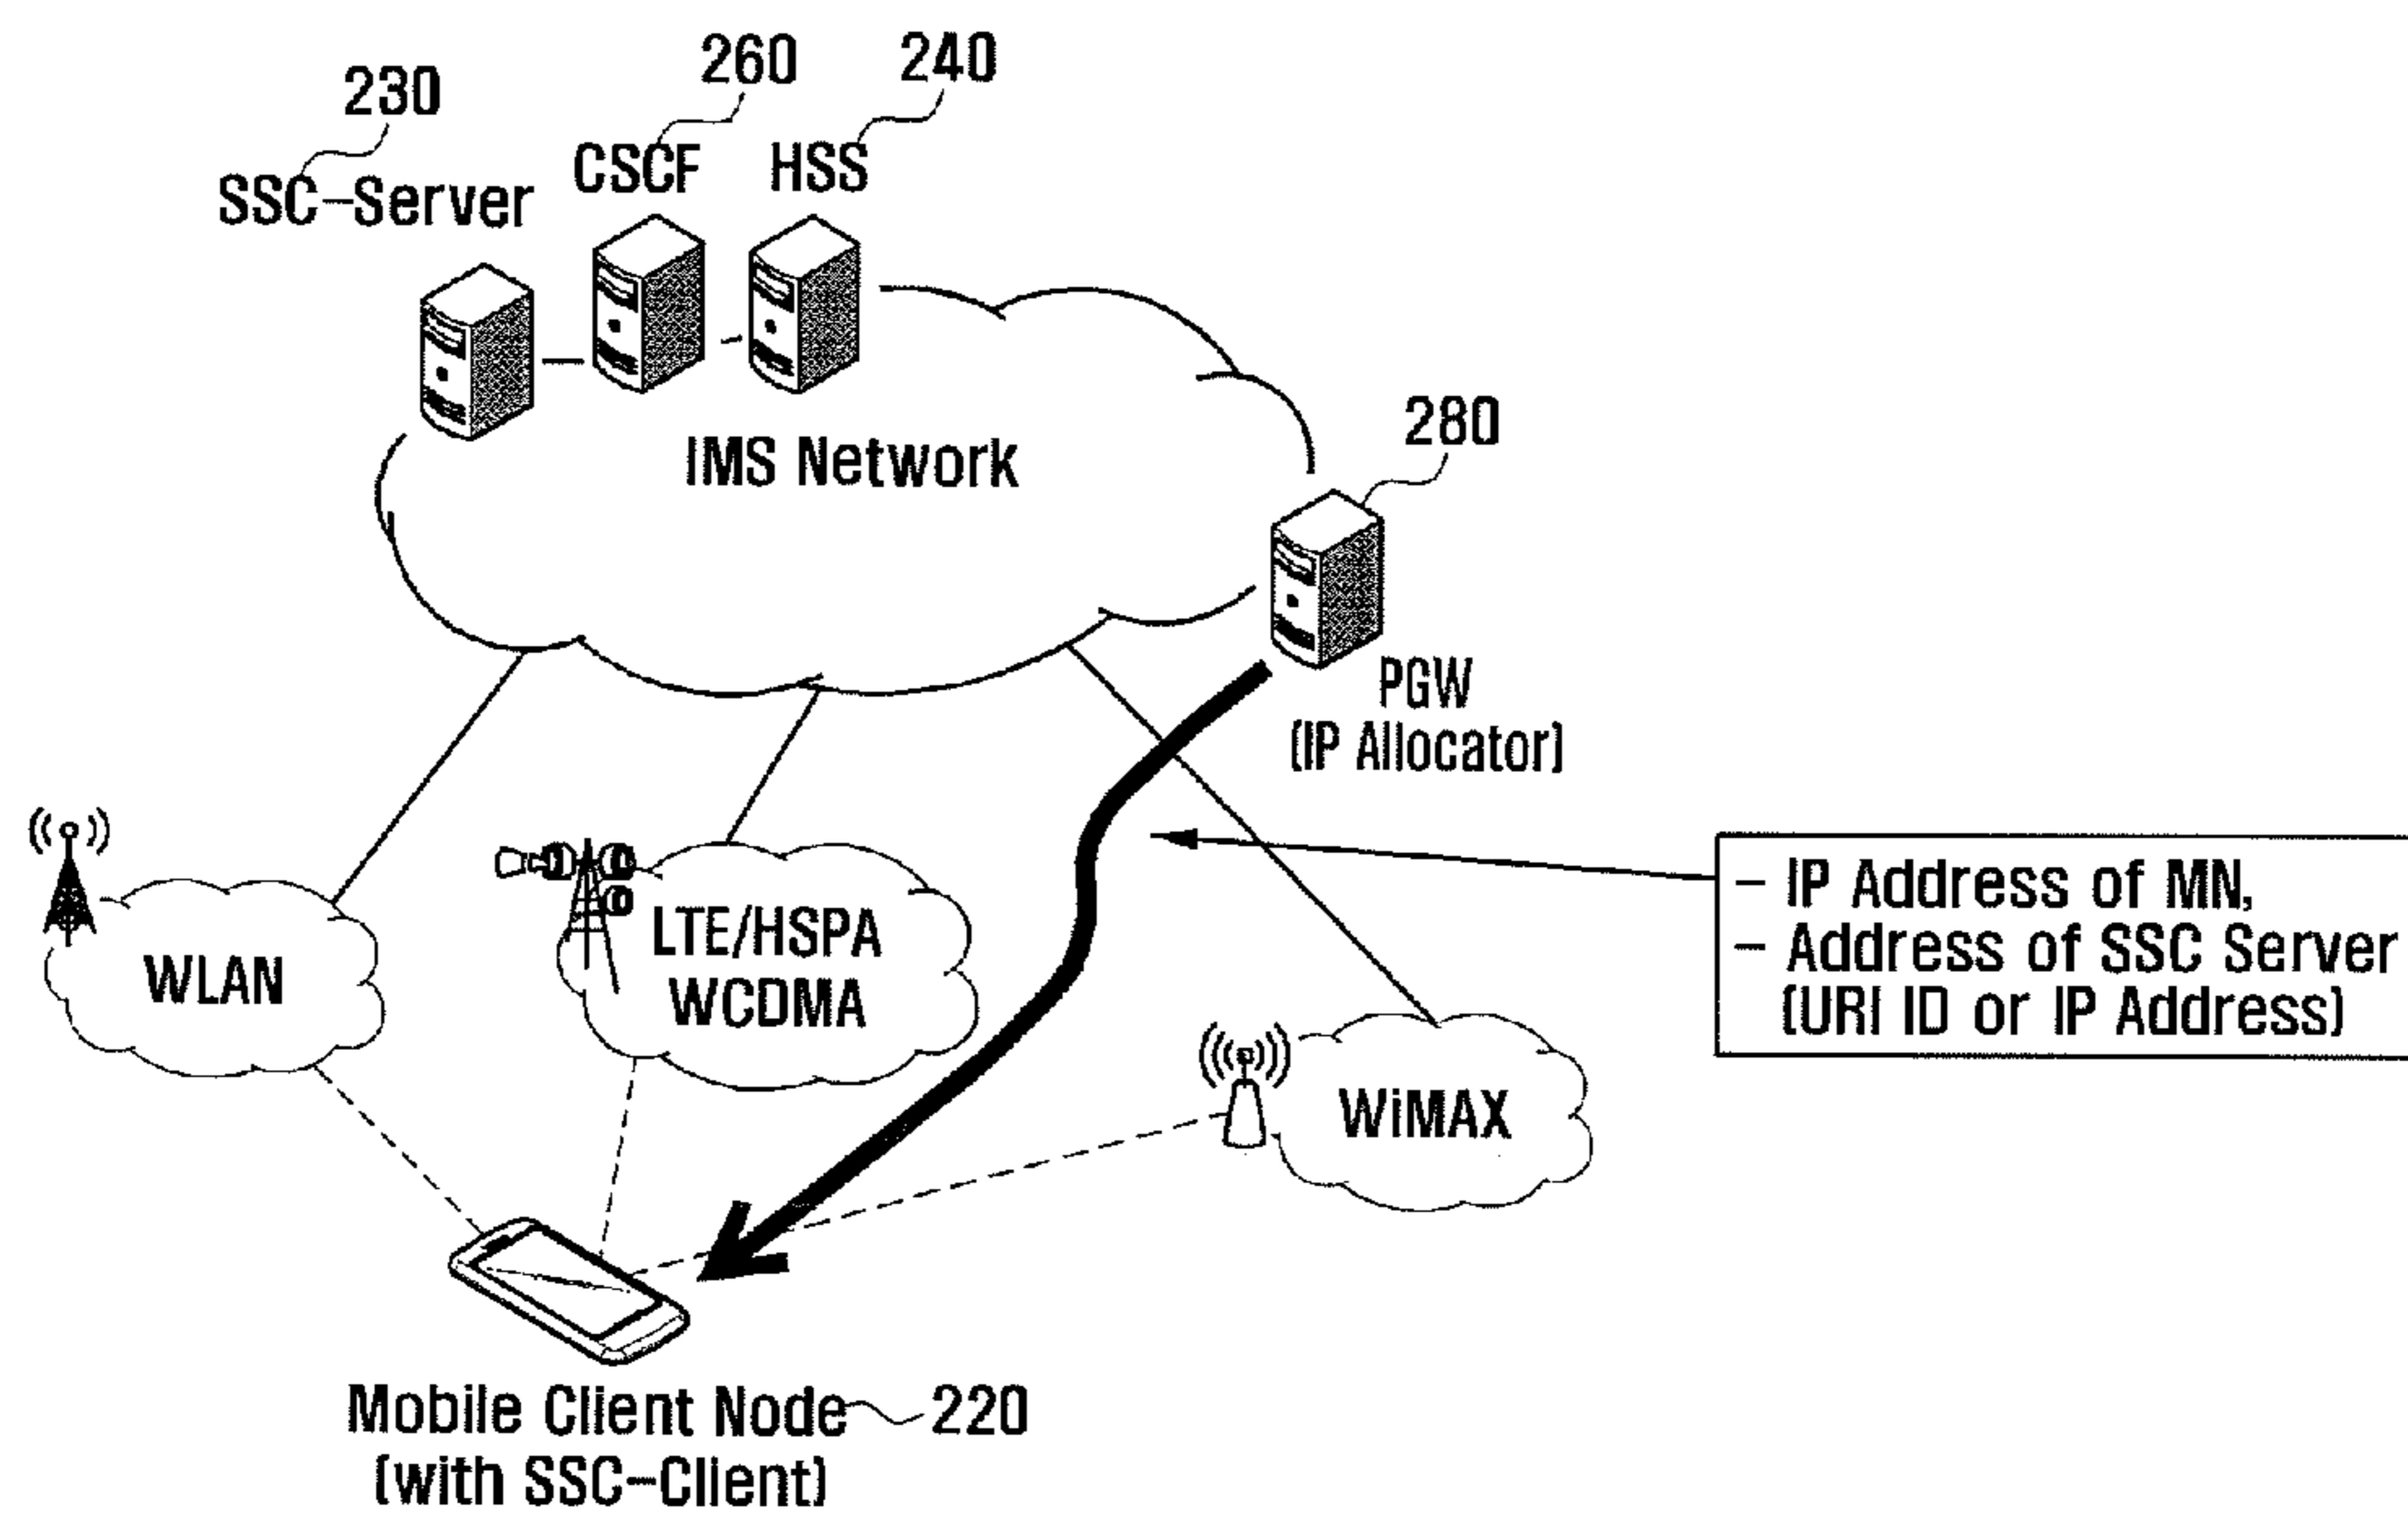 230
260
240
SSC-Server
CSCF
HSS
IMS Network
280
PGW
(IP Allocator)
WLAN
LTE/HSPA
WCDMA
- IP Address of MN,
- Address of SSC Server
(URI ID or IP Address)
WiMAX
Mobile Client Node 220
(with SSC-Client)